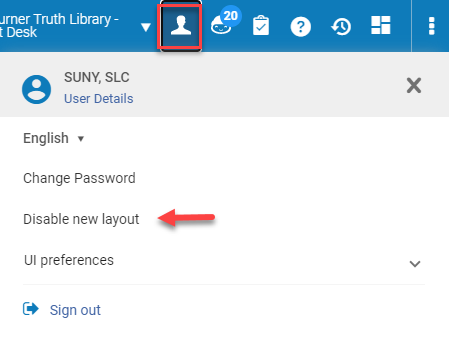 urner Truth Library -
t Desk
20
SUNY, SLC
User Details
English
Change Password
Disable new layout
UI preferences
Sign out